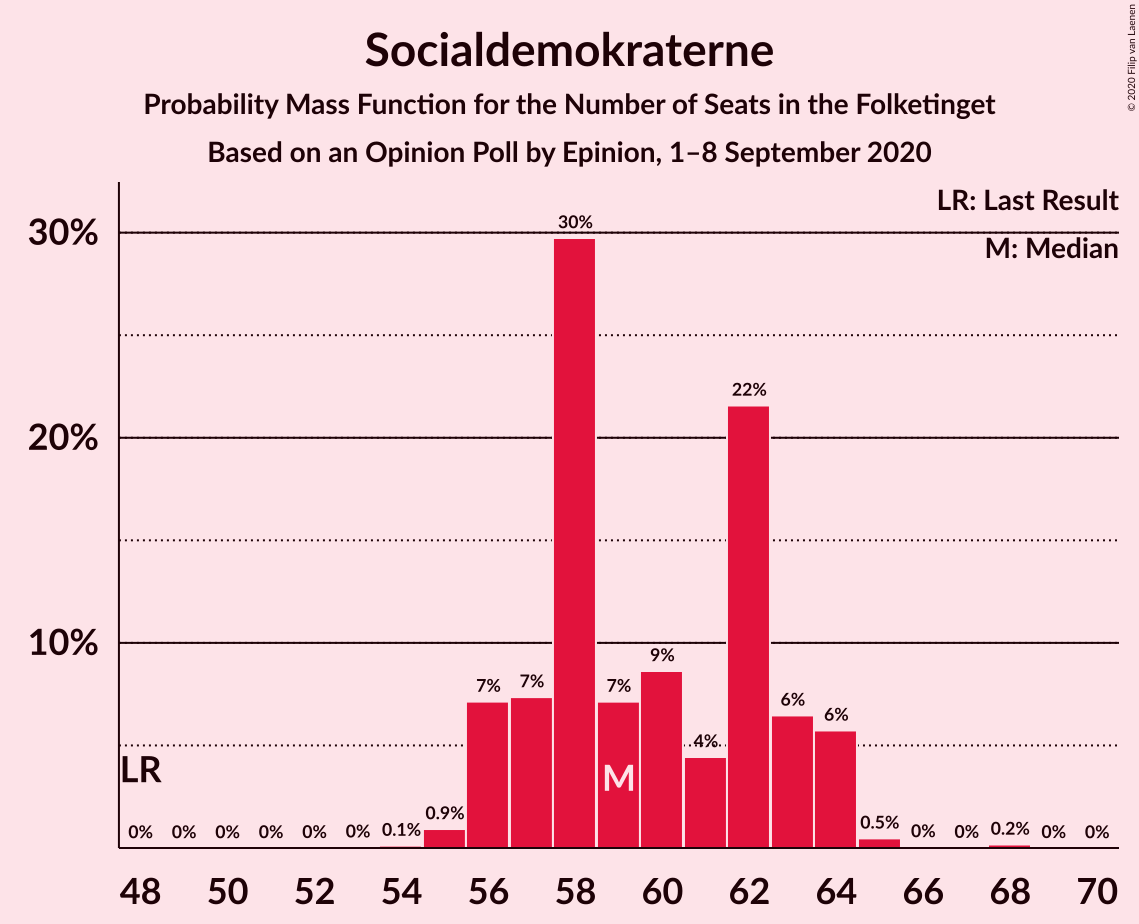 Socialdemokraterne
Probability Mass Function for the Number of Seats in the Folketinget
Based on an Opinion Poll by Epinion, 1–8 September 2020
© 2020 Filip van Laenen
LR: Last Result
M: Median
30%
20%
10%
30%
22%
9%
7%
7%
7%
6%
6%
4%
LR
M
0%
0%
0%
0%
0%
0%
0.1%
0.9%
0.5%
0%
0%
0.2%
0%
0%
48 50 52 54 56 58 60 62 64 66 68 70